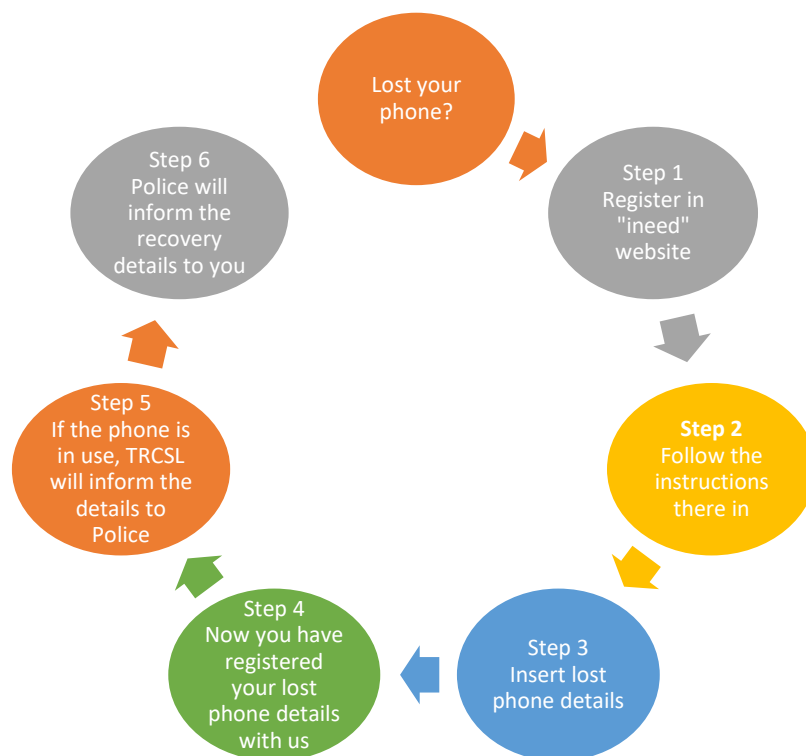 Lost your
phone?
Step 1
Register in
"ineed"
website
Step 2
Follow the
instructions
there in
Step 3
Insert lost
phone details
Step 4
Now you have
registered
your lost
phone details
with us
Step 5
If the phone is
in use, TRCSL
will inform the
details to
Police
Step 6
Police will
inform the
recovery
details to you